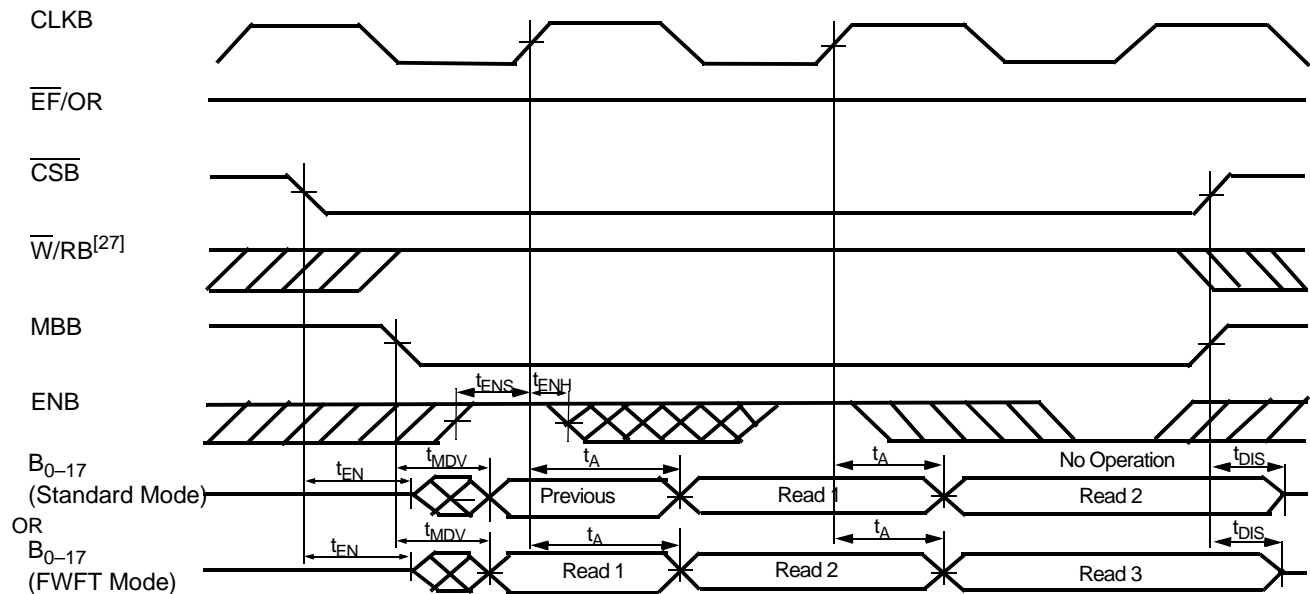 CLKB
E̅F̅/OR
C̅S̅B̅
W̅/RB[27]
MBB
tENS tENH
ENB
No Operation
B0–17 tEN tMDV tA tA tDIS
(Standard Mode) Previous Read 1 Read 2
OR
B0–17 tEN tMDV tA tA tDIS
(FWFT Mode) Read 1 Read 2 Read 3